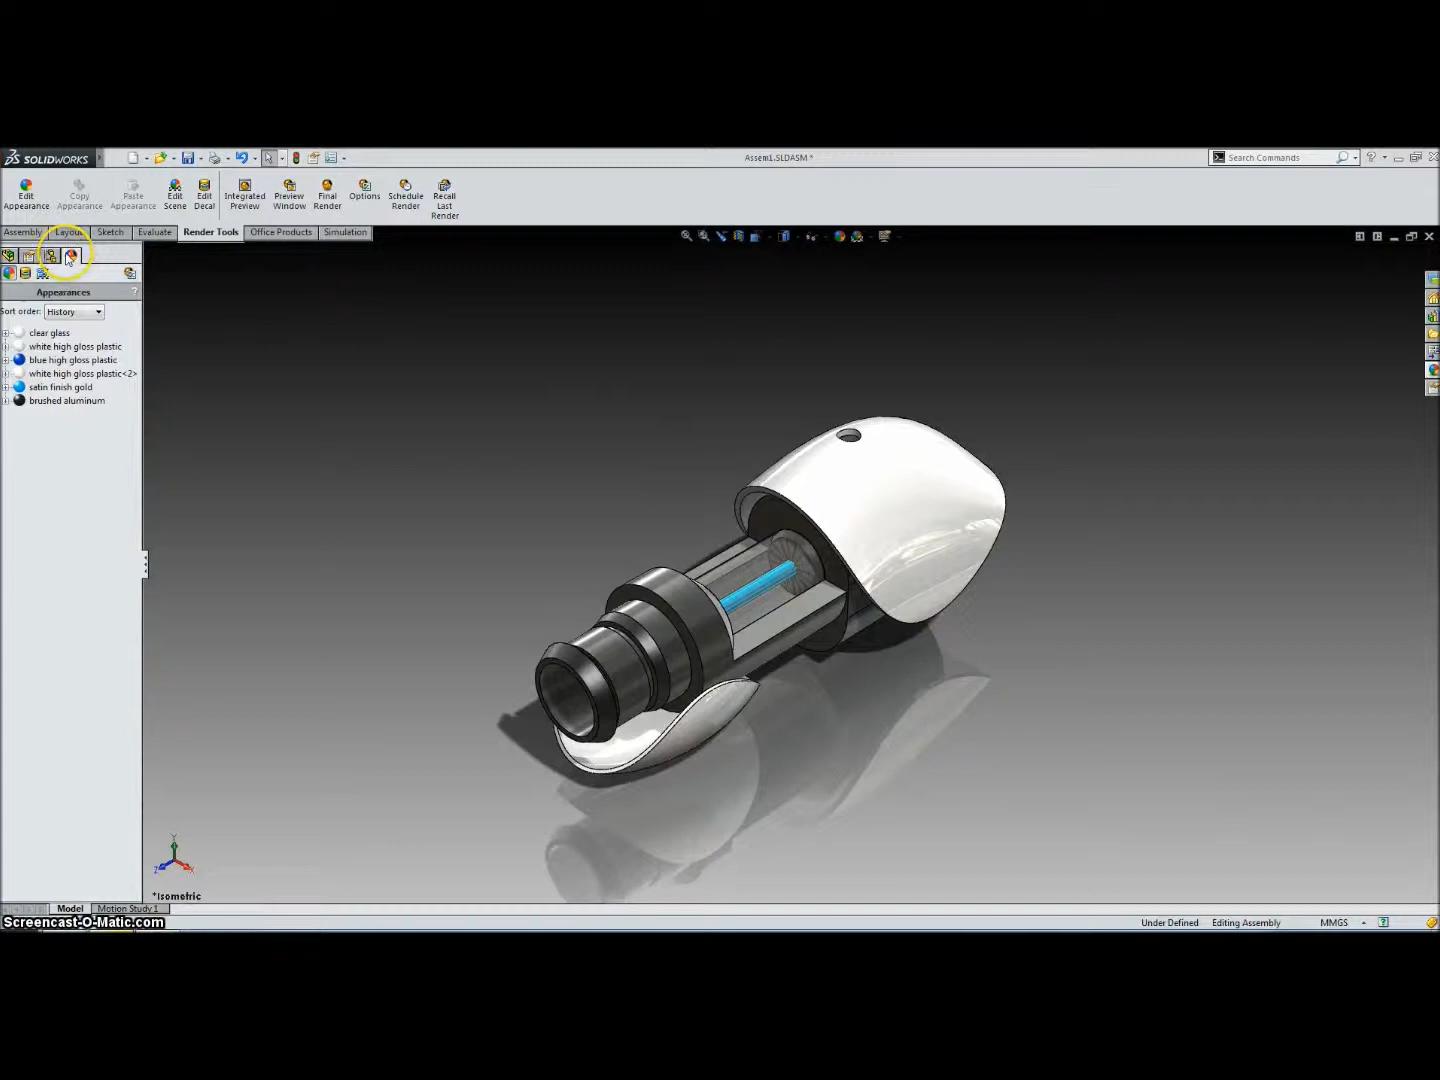 SOLIDWORKS
Assem1.SLDASM *
Search Commands
?
Edit Appearance
Copy Appearance
Paste Appearance
Edit Scene
Edit Decal
Integrated Preview
Preview Window
Final Render
Options
Schedule Render
Recall Last Render
Assembly
Layout
Sketch
Evaluate
Render Tools
Office Products
Simulation
Appearances ?
Sort order: History
clear glass
white high gloss plastic
blue high gloss plastic
white high gloss plastic<2>
satin finish gold
brushed aluminum
Y
Z
X
*Isometric
Model
Motion Study 1
Screencast-O-Matic.com
Under Defined
Editing Assembly
MMGS
?